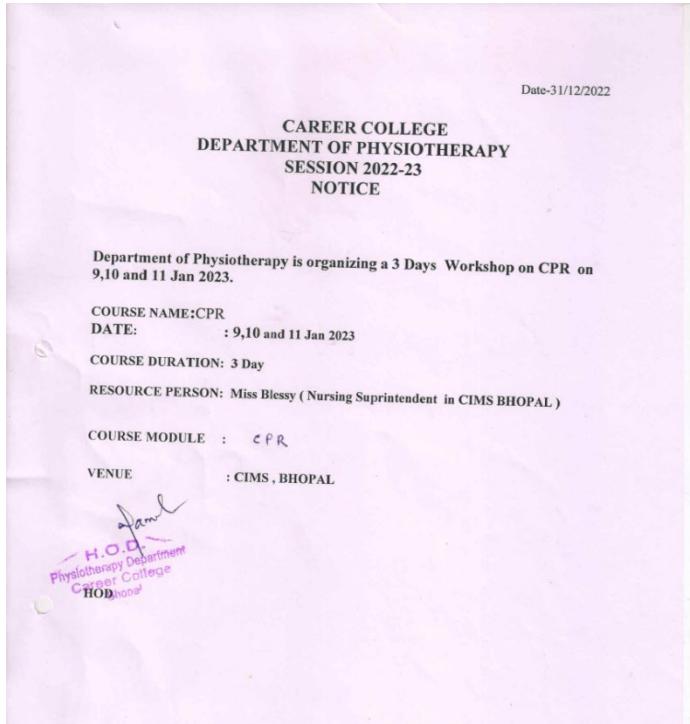 Date-31/12/2022
CAREER COLLEGE
DEPARTMENT OF PHYSIOTHERAPY
SESSION 2022-23
NOTICE
Department of Physiotherapy is organizing a 3 Days Workshop on CPR on
9,10 and 11 Jan 2023.
COURSE NAME:CPR
DATE: : 9,10 and 11 Jan 2023
COURSE DURATION: 3 Day
RESOURCE PERSON: Miss Blessy ( Nursing Suprintendent in CIMS BHOPAL )
COURSE MODULE : CPR
VENUE : CIMS , BHOPAL
H.O.D.
Physiotherapy Department
Career College
Bhopal
HOD